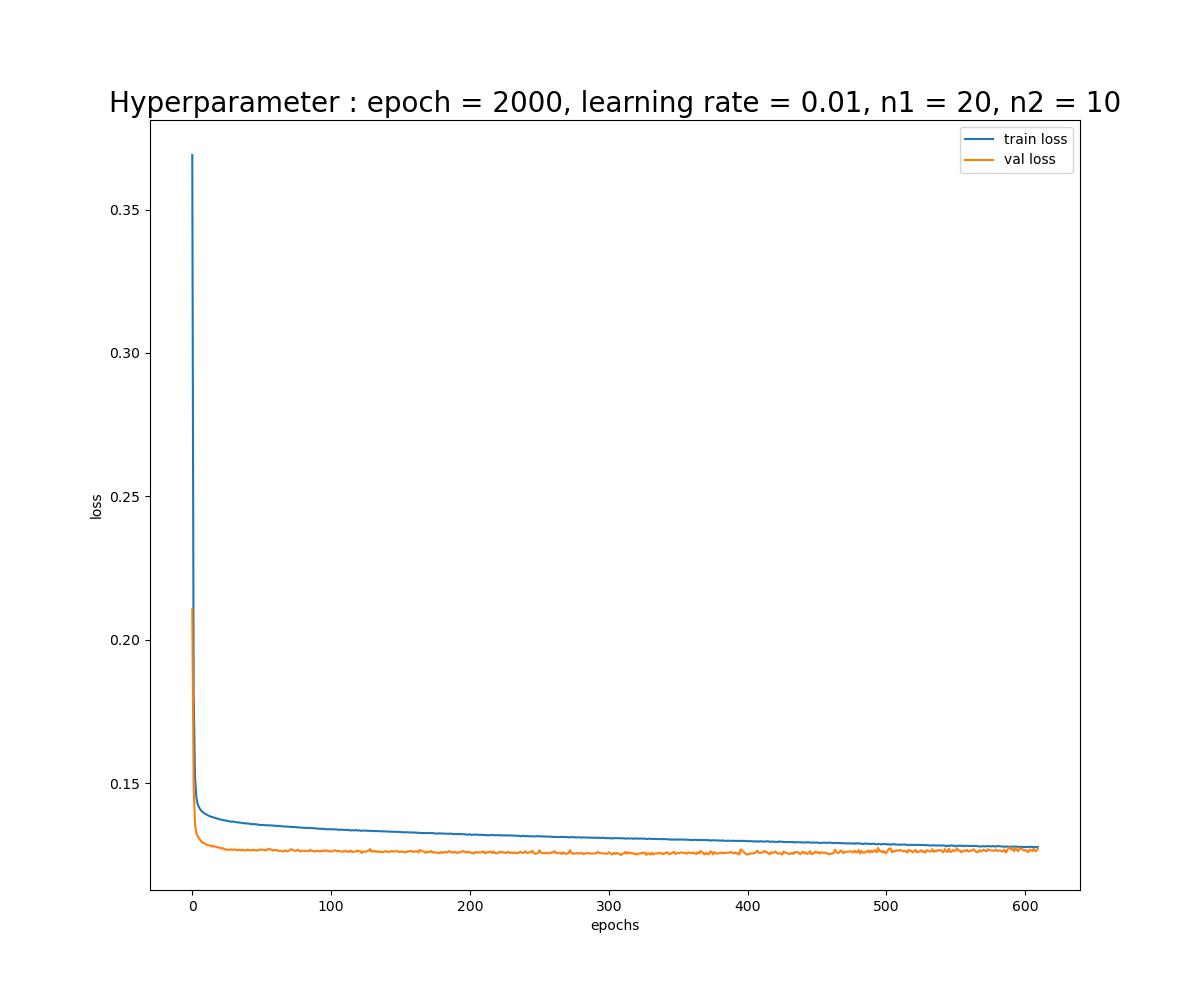 Hyperparameter : epoch = 2000, learning rate = 0.01, n1 = 20, n2 = 10
train loss
val loss
0.35
0.30
0.25
0.20
0.15
loss
0 100 200 300 400 500 600
epochs